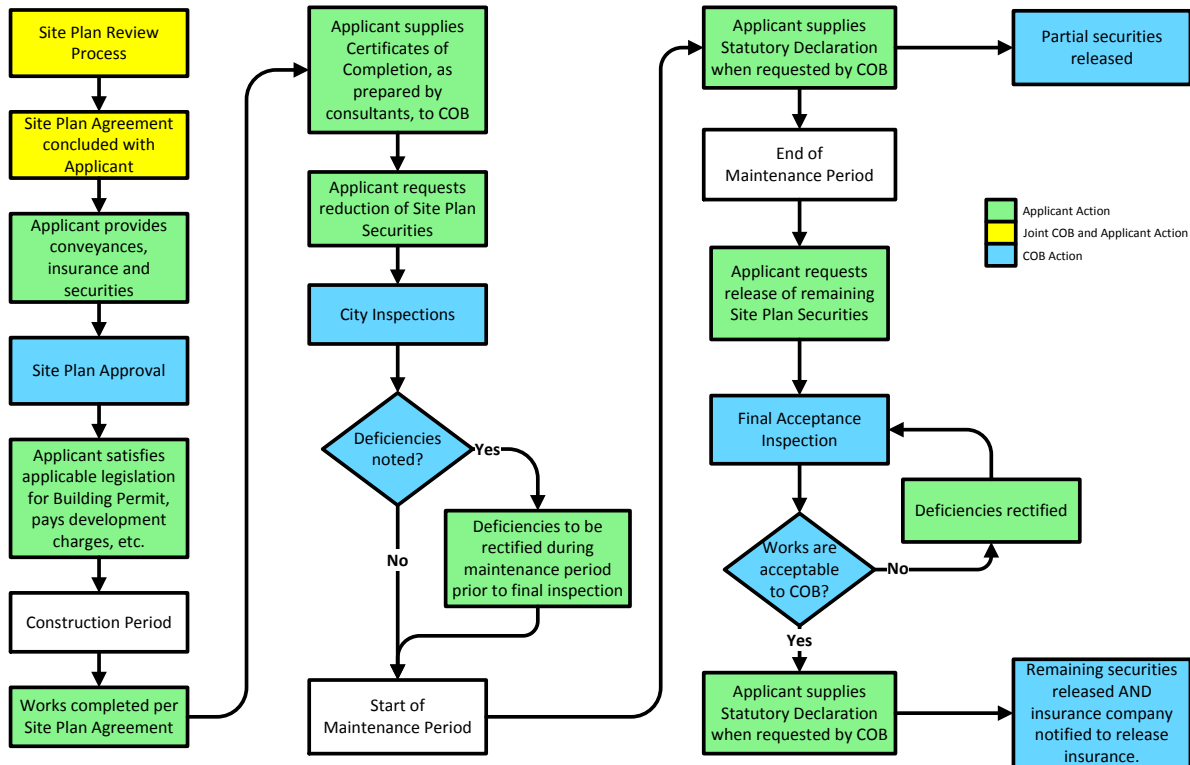 Site Plan Review
Process
Site Plan Agreement
concluded with
Applicant
Applicant provides
conveyances,
insurance and
securities
Site Plan Approval
Applicant satisfies
applicable legislation
for Building Permit,
pays development
charges, etc.
Construction Period
Works completed per
Site Plan Agreement
Applicant supplies
Certificates of
Completion, as
prepared by
consultants, to COB
Applicant requests
reduction of Site Plan
Securities
City Inspections
Deficiencies
noted?
Yes
No
Deficiencies to be
rectified during
maintenance period
prior to final inspection
Start of
Maintenance Period
Applicant supplies
Statutory Declaration
when requested by COB
Partial securities
released
End of
Maintenance Period
Applicant requests
release of remaining
Site Plan Securities
Final Acceptance
Inspection
Works are
acceptable
to COB?
No
Deficiencies rectified
Yes
Applicant supplies
Statutory Declaration
when requested by COB
Remaining securities
released AND
insurance company
notified to release
insurance.
Applicant Action
Joint COB and Applicant Action
COB Action